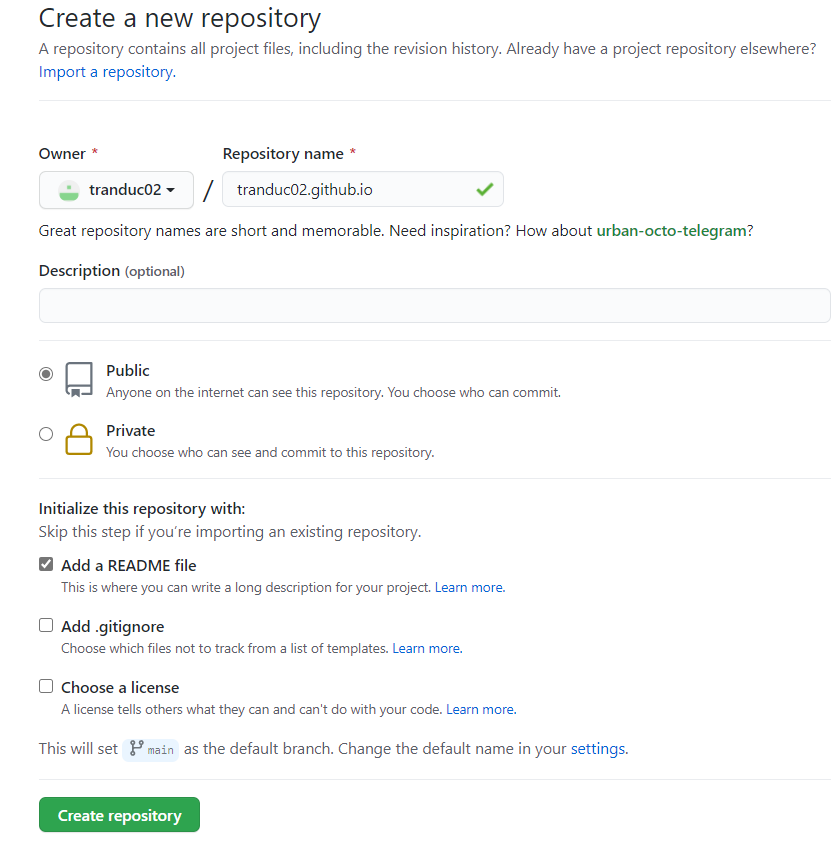 Create a new repository
A repository contains all project files, including the revision history. Already have a project repository elsewhere?
Import a repository.
Owner *
Repository name *
tranduc02
/
tranduc02.github.io
Great repository names are short and memorable. Need inspiration? How about urban-octo-telegram?
Description (optional)
Public
Anyone on the internet can see this repository. You choose who can commit.
Private
You choose who can see and commit to this repository.
Initialize this repository with:
Skip this step if you’re importing an existing repository.
Add a README file
This is where you can write a long description for your project. Learn more.
Add .gitignore
Choose which files not to track from a list of templates. Learn more.
Choose a license
A license tells others what they can and can't do with your code. Learn more.
This will set main as the default branch. Change the default name in your settings.
Create repository